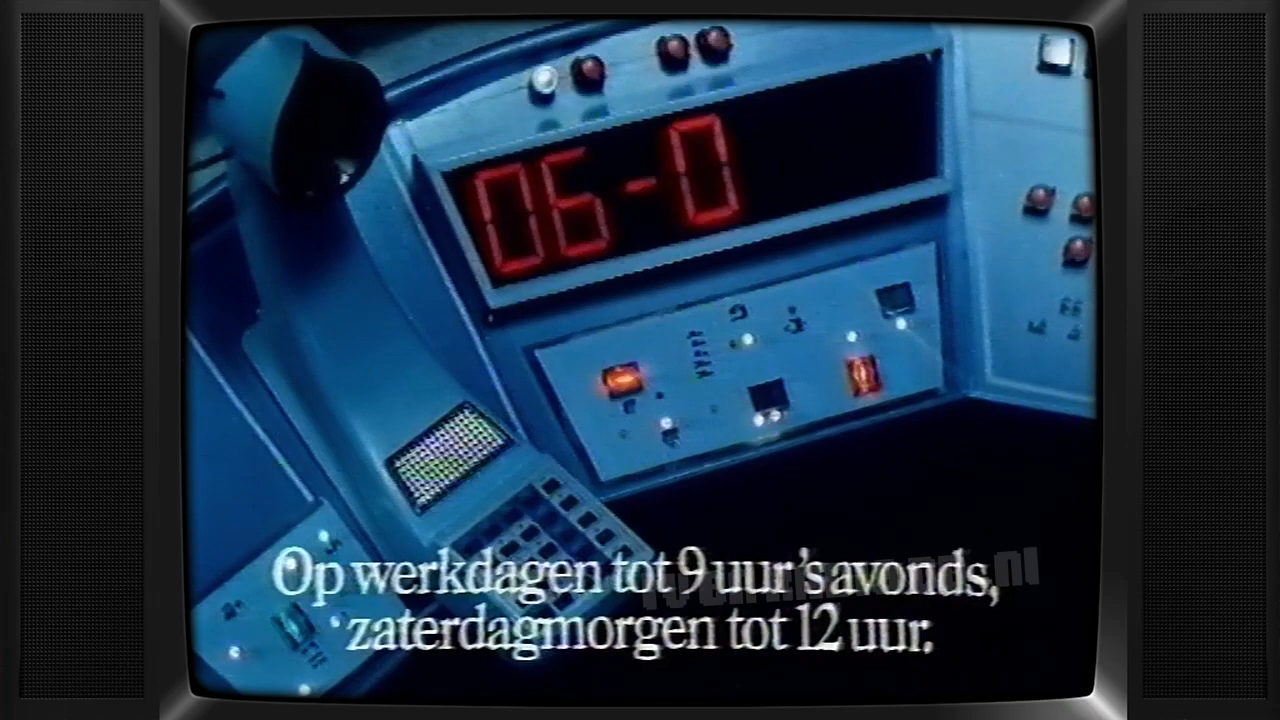 06-0
Op werkdagen tot 9 uur 's avonds,
zaterdagmorgen tot 12 uur.